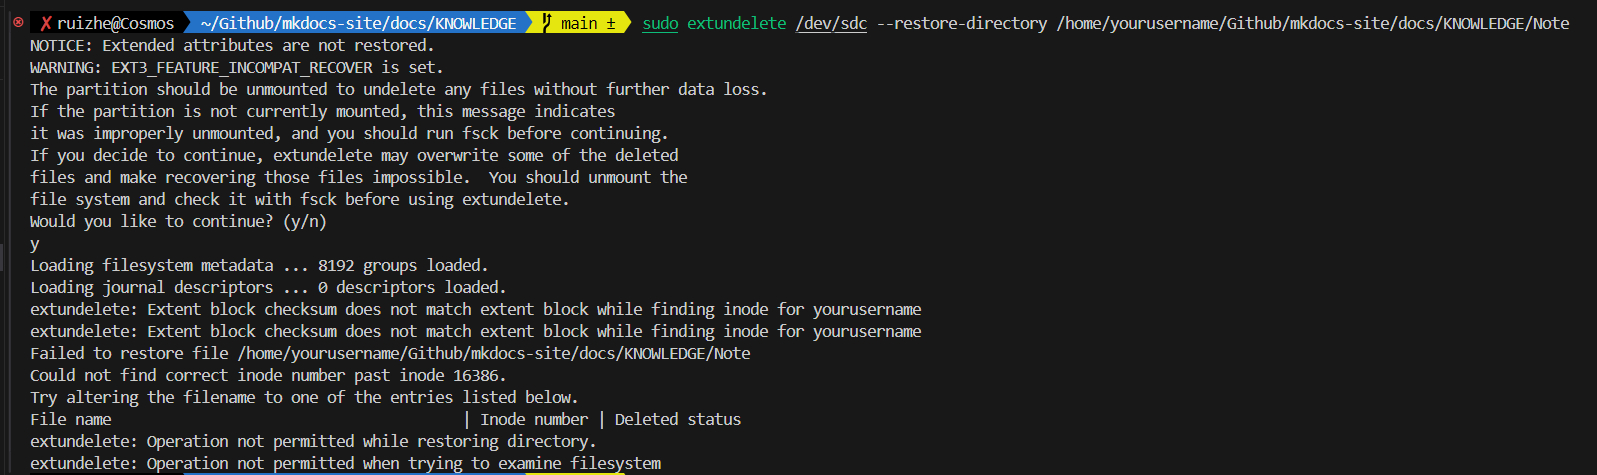 ✗ ruizhe@Cosmos ~/Github/mkdocs-site/docs/KNOWLEDGE main ± sudo extundelete /dev/sdc --restore-directory /home/yourusername/Github/mkdocs-site/docs/KNOWLEDGE/Note
NOTICE: Extended attributes are not restored.
WARNING: EXT3_FEATURE_INCOMPAT_RECOVER is set.
The partition should be unmounted to undelete any files without further data loss.
If the partition is not currently mounted, this message indicates
it was improperly unmounted, and you should run fsck before continuing.
If you decide to continue, extundelete may overwrite some of the deleted
files and make recovering those files impossible.  You should unmount the
file system and check it with fsck before using extundelete.
Would you like to continue? (y/n)
y
Loading filesystem metadata ... 8192 groups loaded.
Loading journal descriptors ... 0 descriptors loaded.
extundelete: Extent block checksum does not match extent block while finding inode for yourusername
extundelete: Extent block checksum does not match extent block while finding inode for yourusername
Failed to restore file /home/yourusername/Github/mkdocs-site/docs/KNOWLEDGE/Note
Could not find correct inode number past inode 16386.
Try altering the filename to one of the entries listed below.
File name                                       | Inode number | Deleted status
extundelete: Operation not permitted while restoring directory.
extundelete: Operation not permitted when trying to examine filesystem